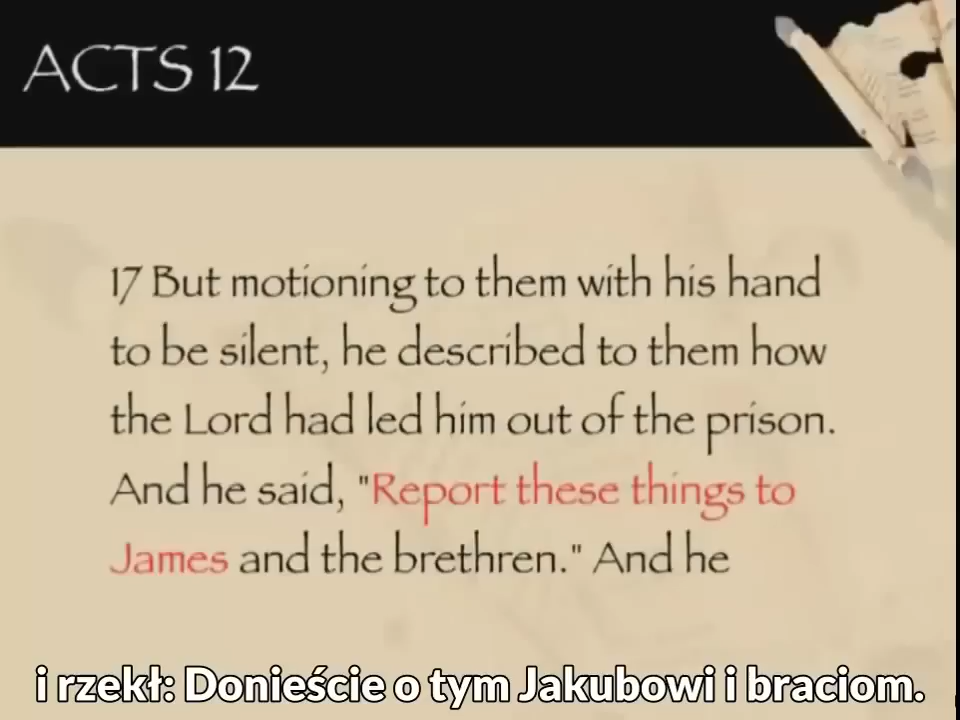 ACTS 12
17 But motioning to them with his hand
to be silent, he described to them how
the Lord had led him out of the prison.
And he said, "Report these things to
James and the brethren." And he
i rzekł: Donieście o tym Jakubowi i braciom.